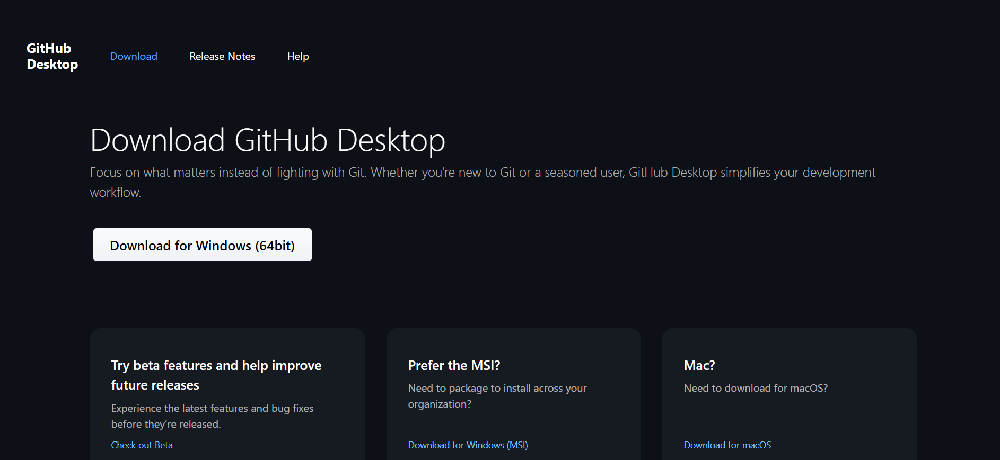 GitHub
Desktop
Download
Release Notes
Help
Download GitHub Desktop
Focus on what matters instead of fighting with Git. Whether you're new to Git or a seasoned user, GitHub Desktop simplifies your development
workflow.
Download for Windows (64bit)
Try beta features and help improve
future releases
Experience the latest features and bug fixes
before they’re released.
Check out Beta
Prefer the MSI?
Need to package to install across your
organization?
Download for Windows (MSI)
Mac?
Need to download for macOS?
Download for macOS